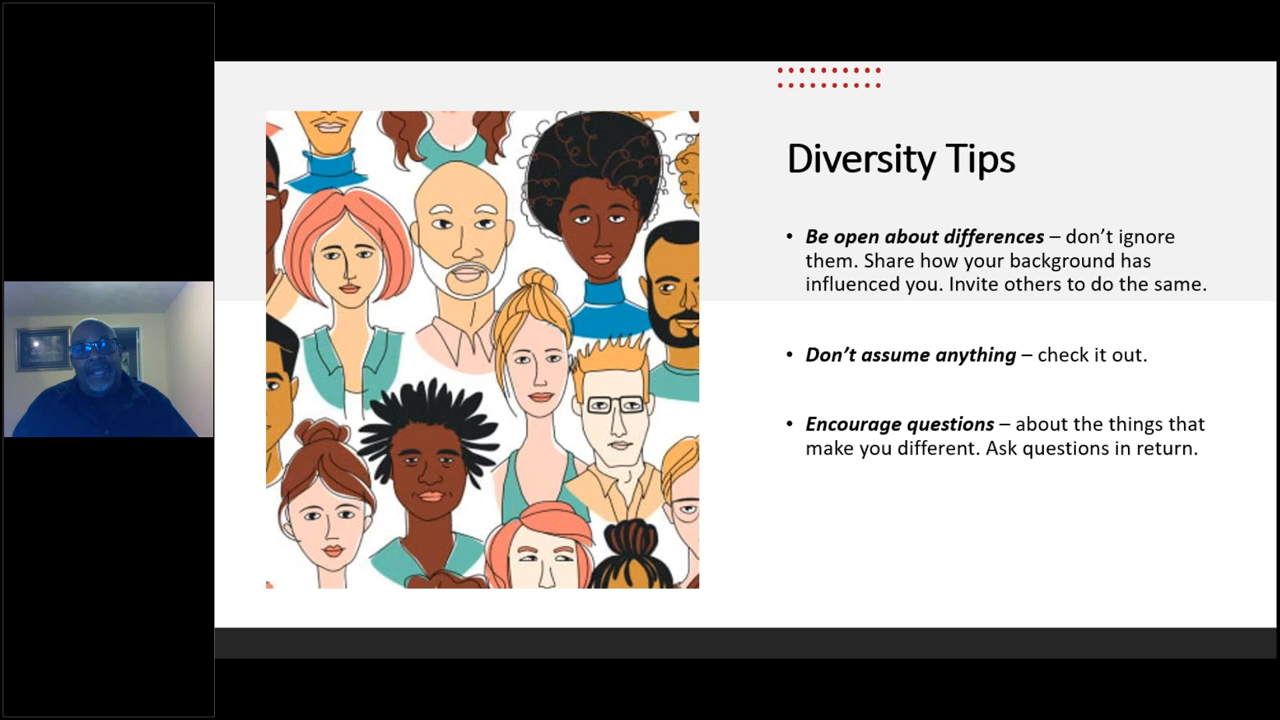 Diversity Tips
• Be open about differences – don’t ignore
them. Share how your background has
influenced you. Invite others to do the same.
• Don’t assume anything – check it out.
• Encourage questions – about the things that
make you different. Ask questions in return.